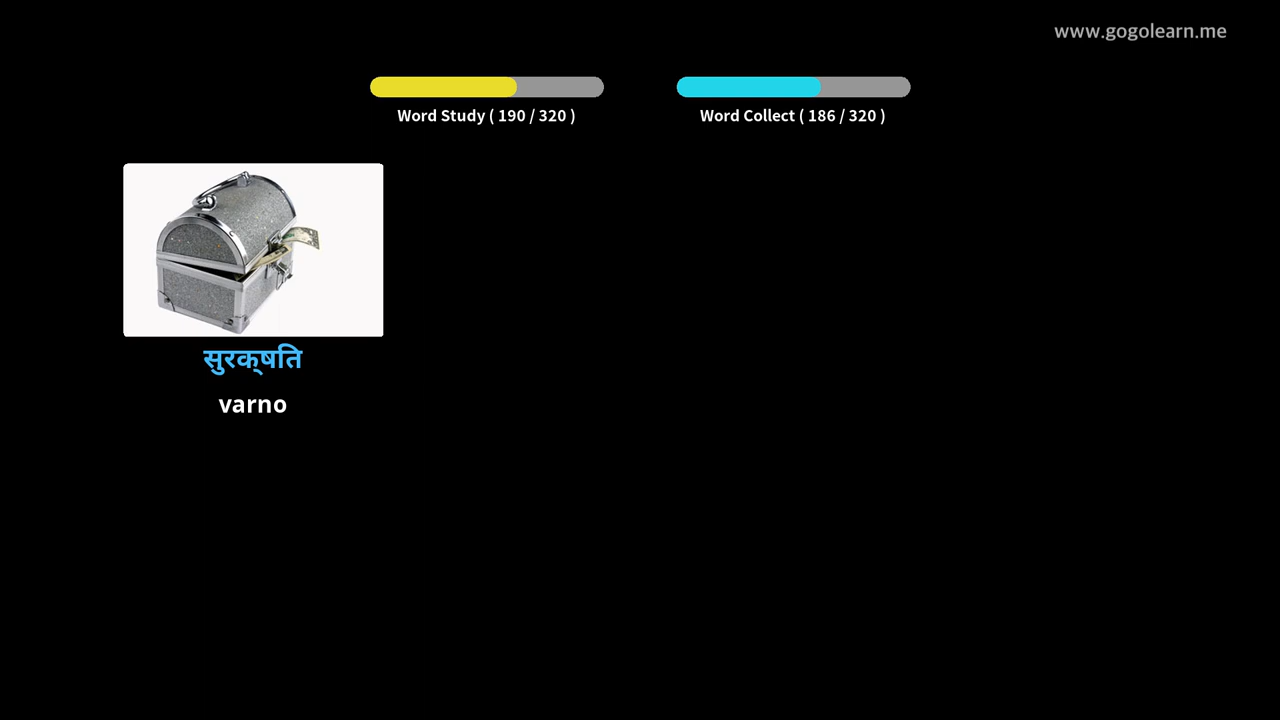 www.gogolearn.me
Word Study ( 190 / 320 )
Word Collect ( 186 / 320 )
सुरक्षति
varno